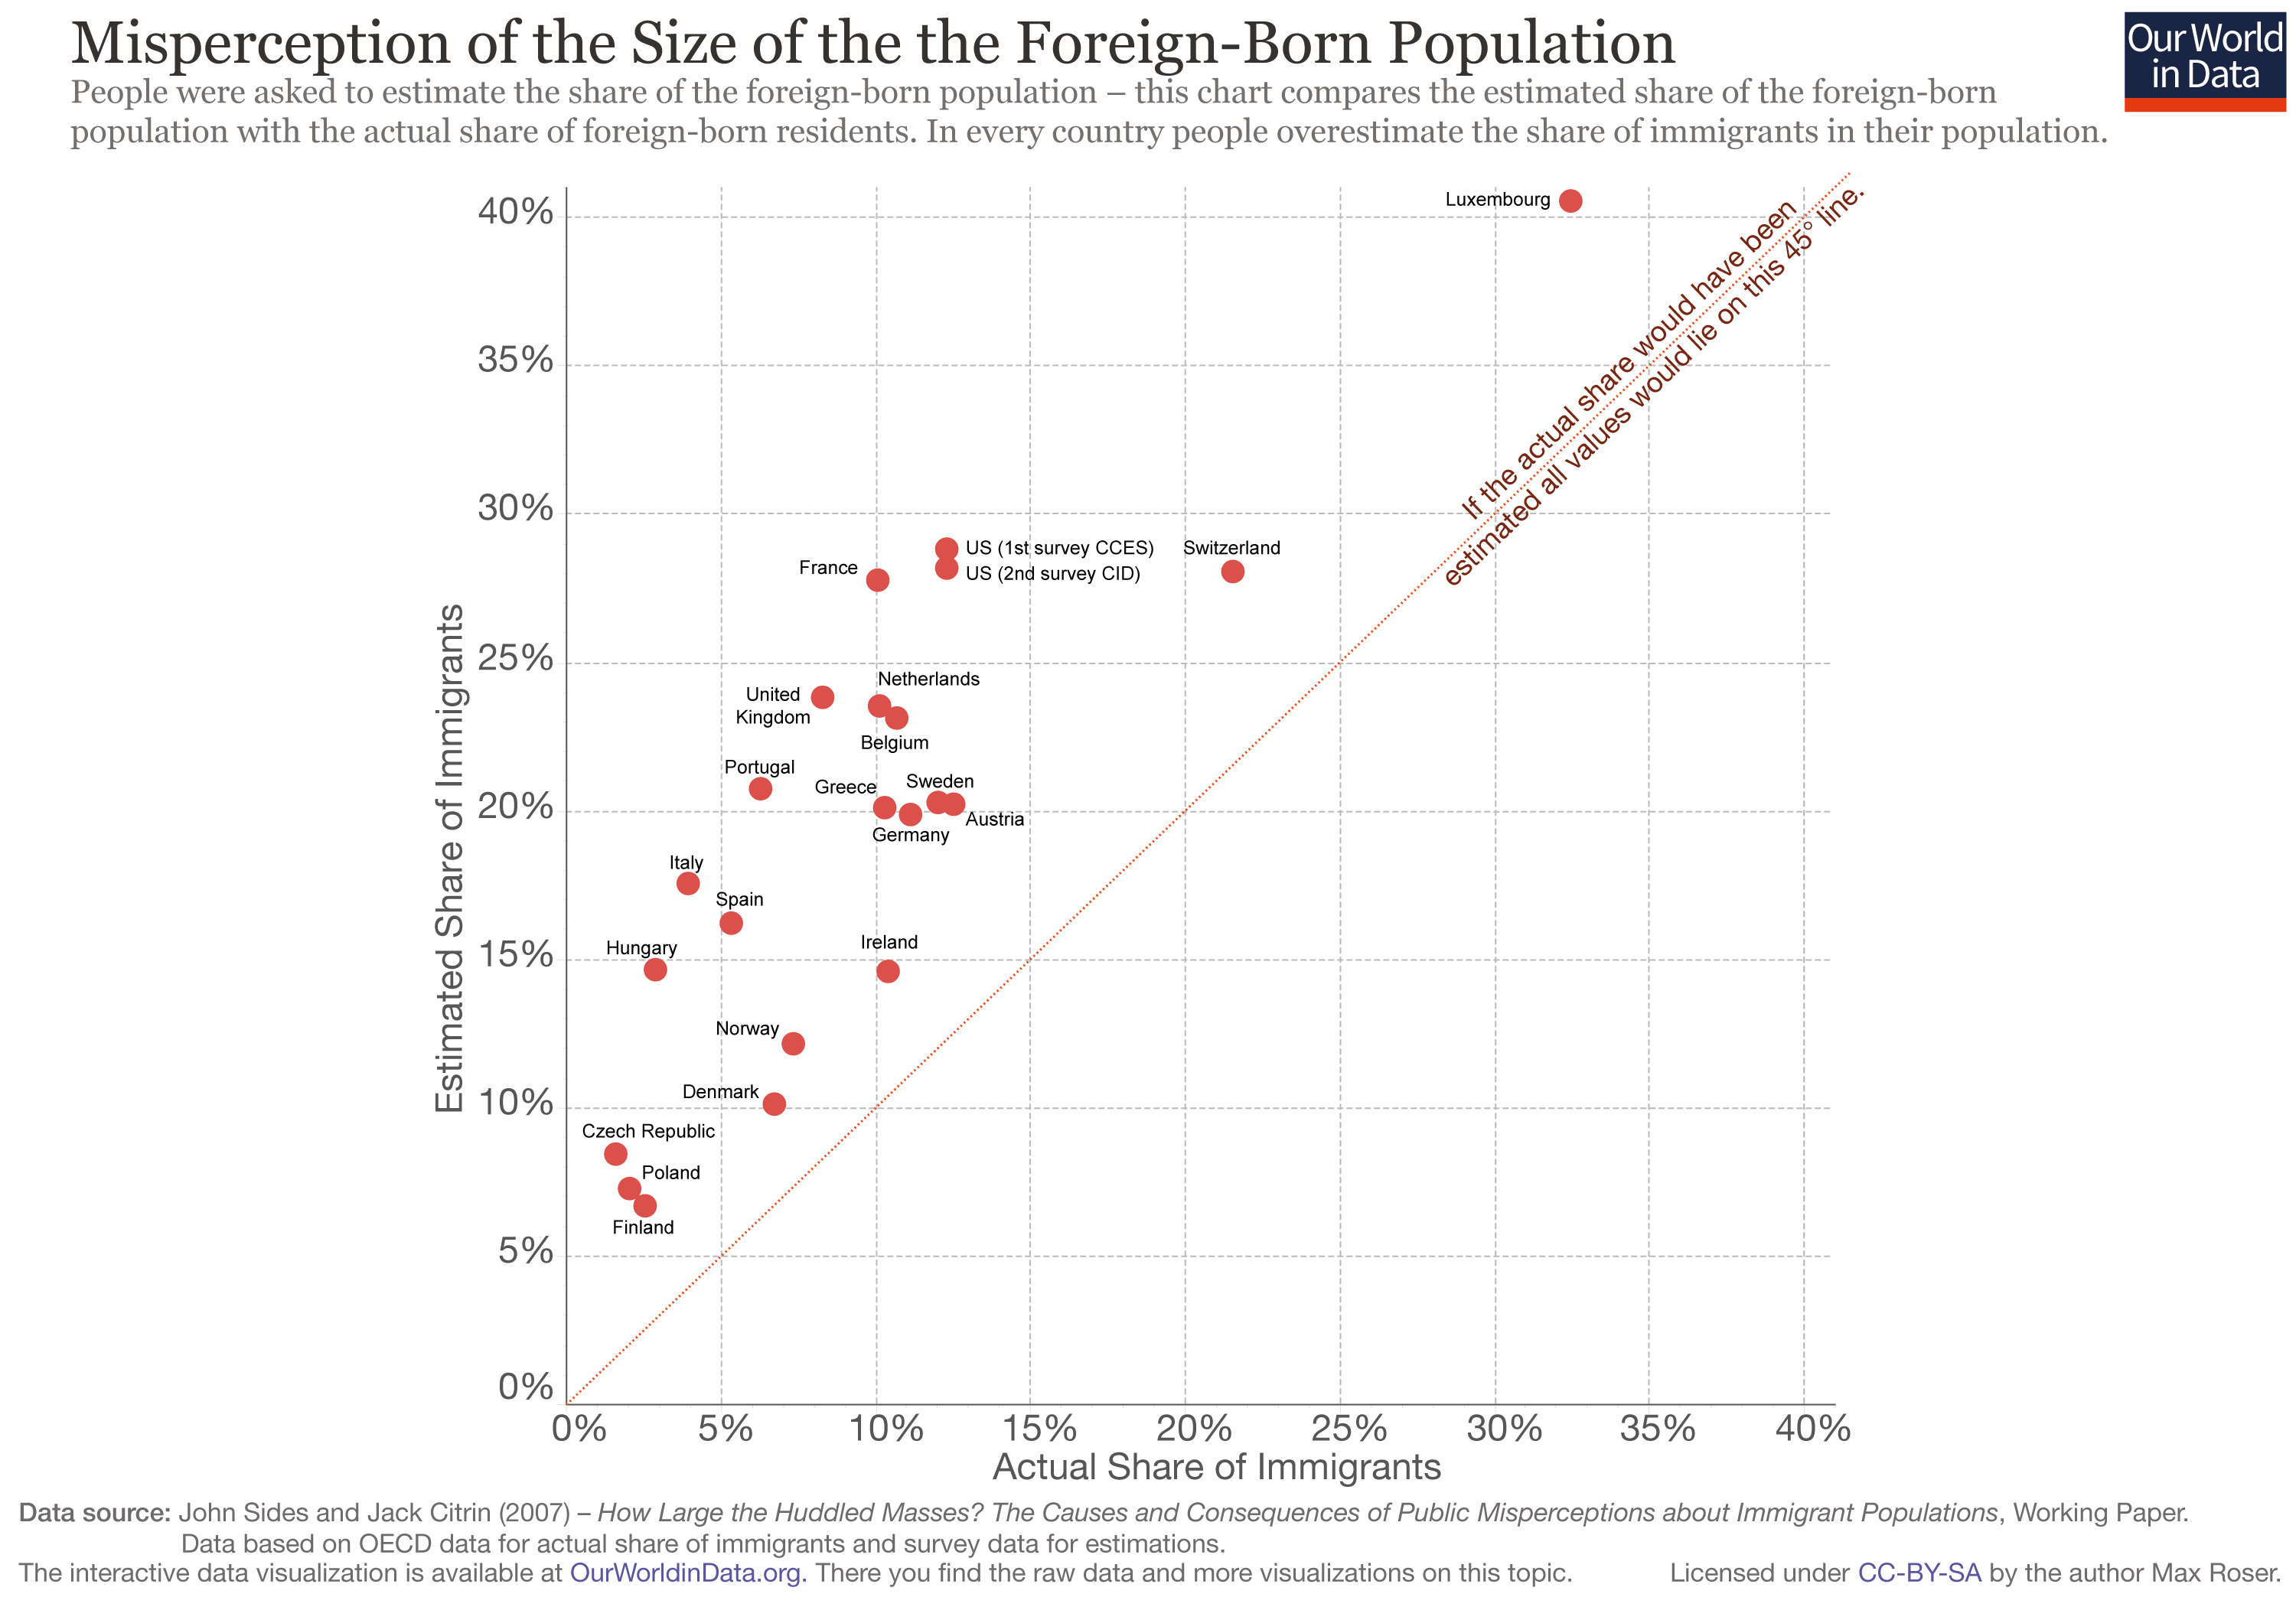 Misperception of the Size of the the Foreign-Born Population
Our World
in Data
People were asked to estimate the share of the foreign-born population – this chart compares the estimated share of the foreign-born
population with the actual share of foreign-born residents. In every country people overestimate the share of immigrants in their population.
Estimated Share of Immigrants
40%
35%
30%
25%
20%
15%
10%
5%
0%
Luxembourg
If the actual share would have been
estimated all values would lie on this 45° line.
US (1st survey CCES)
Switzerland
France
US (2nd survey CID)
Netherlands
United
Kingdom
Belgium
Portugal
Greece
Sweden
Austria
Germany
Italy
Spain
Hungary
Ireland
Norway
Denmark
Czech Republic
Poland
Finland
0%
5%
10%
15%
20%
25%
30%
35%
40%
Actual Share of Immigrants
Data source: John Sides and Jack Citrin (2007) – How Large the Huddled Masses? The Causes and Consequences of Public Misperceptions about Immigrant Populations, Working Paper.
Data based on OECD data for actual share of immigrants and survey data for estimations.
The interactive data visualization is available at OurWorldinData.org. There you find the raw data and more visualizations on this topic.
Licensed under CC-BY-SA by the author Max Roser.